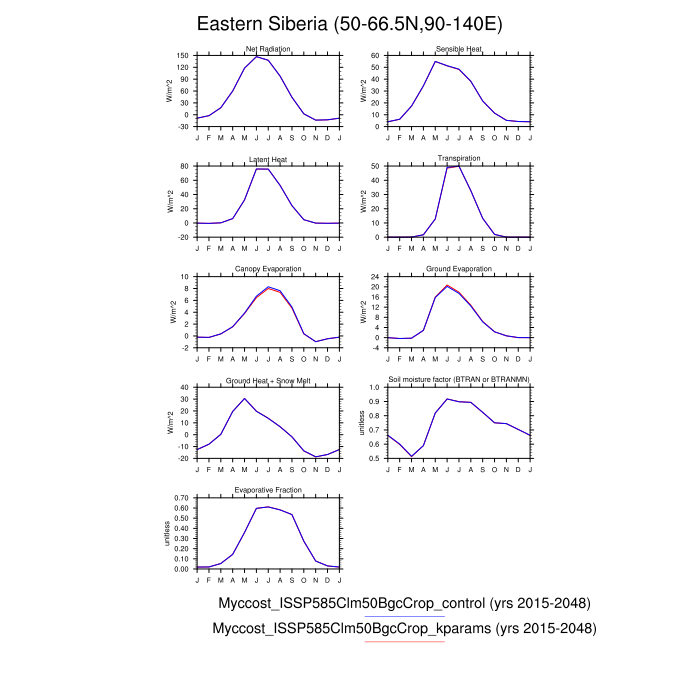 Eastern Siberia (50-66.5N,90-140E)
Net Radiation
W/m^2
150
120
90
60
30
0
-30
J F M A M J J A S O N D J
Sensible Heat
W/m^2
60
50
40
30
20
10
0
J F M A M J J A S O N D J
Latent Heat
W/m^2
80
60
40
20
0
-20
J F M A M J J A S O N D J
Transpiration
W/m^2
50
40
30
20
10
0
J F M A M J J A S O N D J
Canopy Evaporation
W/m^2
10
8
6
4
2
0
-2
J F M A M J J A S O N D J
Ground Evaporation
W/m^2
24
20
16
12
8
4
0
-4
J F M A M J J A S O N D J
Ground Heat + Snow Melt
W/m^2
40
30
20
10
0
-10
-20
J F M A M J J A S O N D J
Soil moisture factor (BTRAN or BTRANMN)
unitless
1.0
0.9
0.8
0.7
0.6
0.5
J F M A M J J A S O N D J
Evaporative Fraction
unitless
0.70
0.60
0.50
0.40
0.30
0.20
0.10
0.00
J F M A M J J A S O N D J
Myccost_ISSP585Clm50BgcCrop_control (yrs 2015-2048)
Myccost_ISSP585Clm50BgcCrop_kparams (yrs 2015-2048)